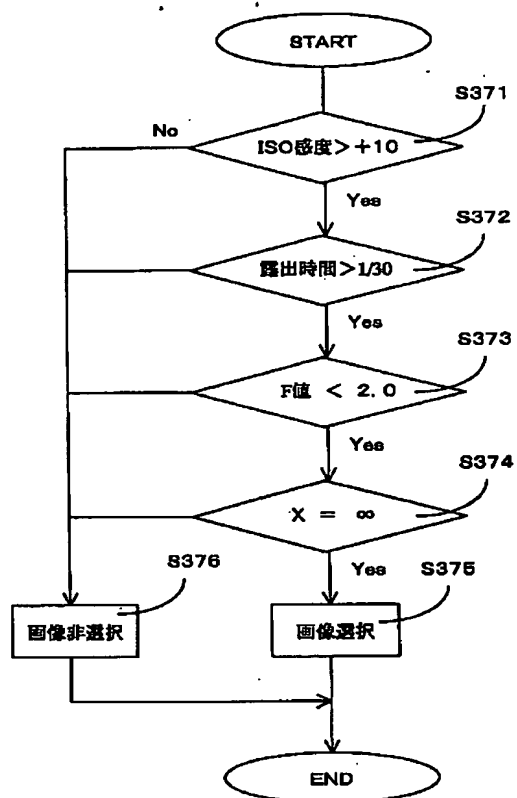 START
S371
No
ISO感度>+10
Yes
S372
露出時間>1/30
Yes
S373
F値 < 2.0
Yes
S374
X = ∞
S376
Yes
S375
画像非選択
画像選択
END